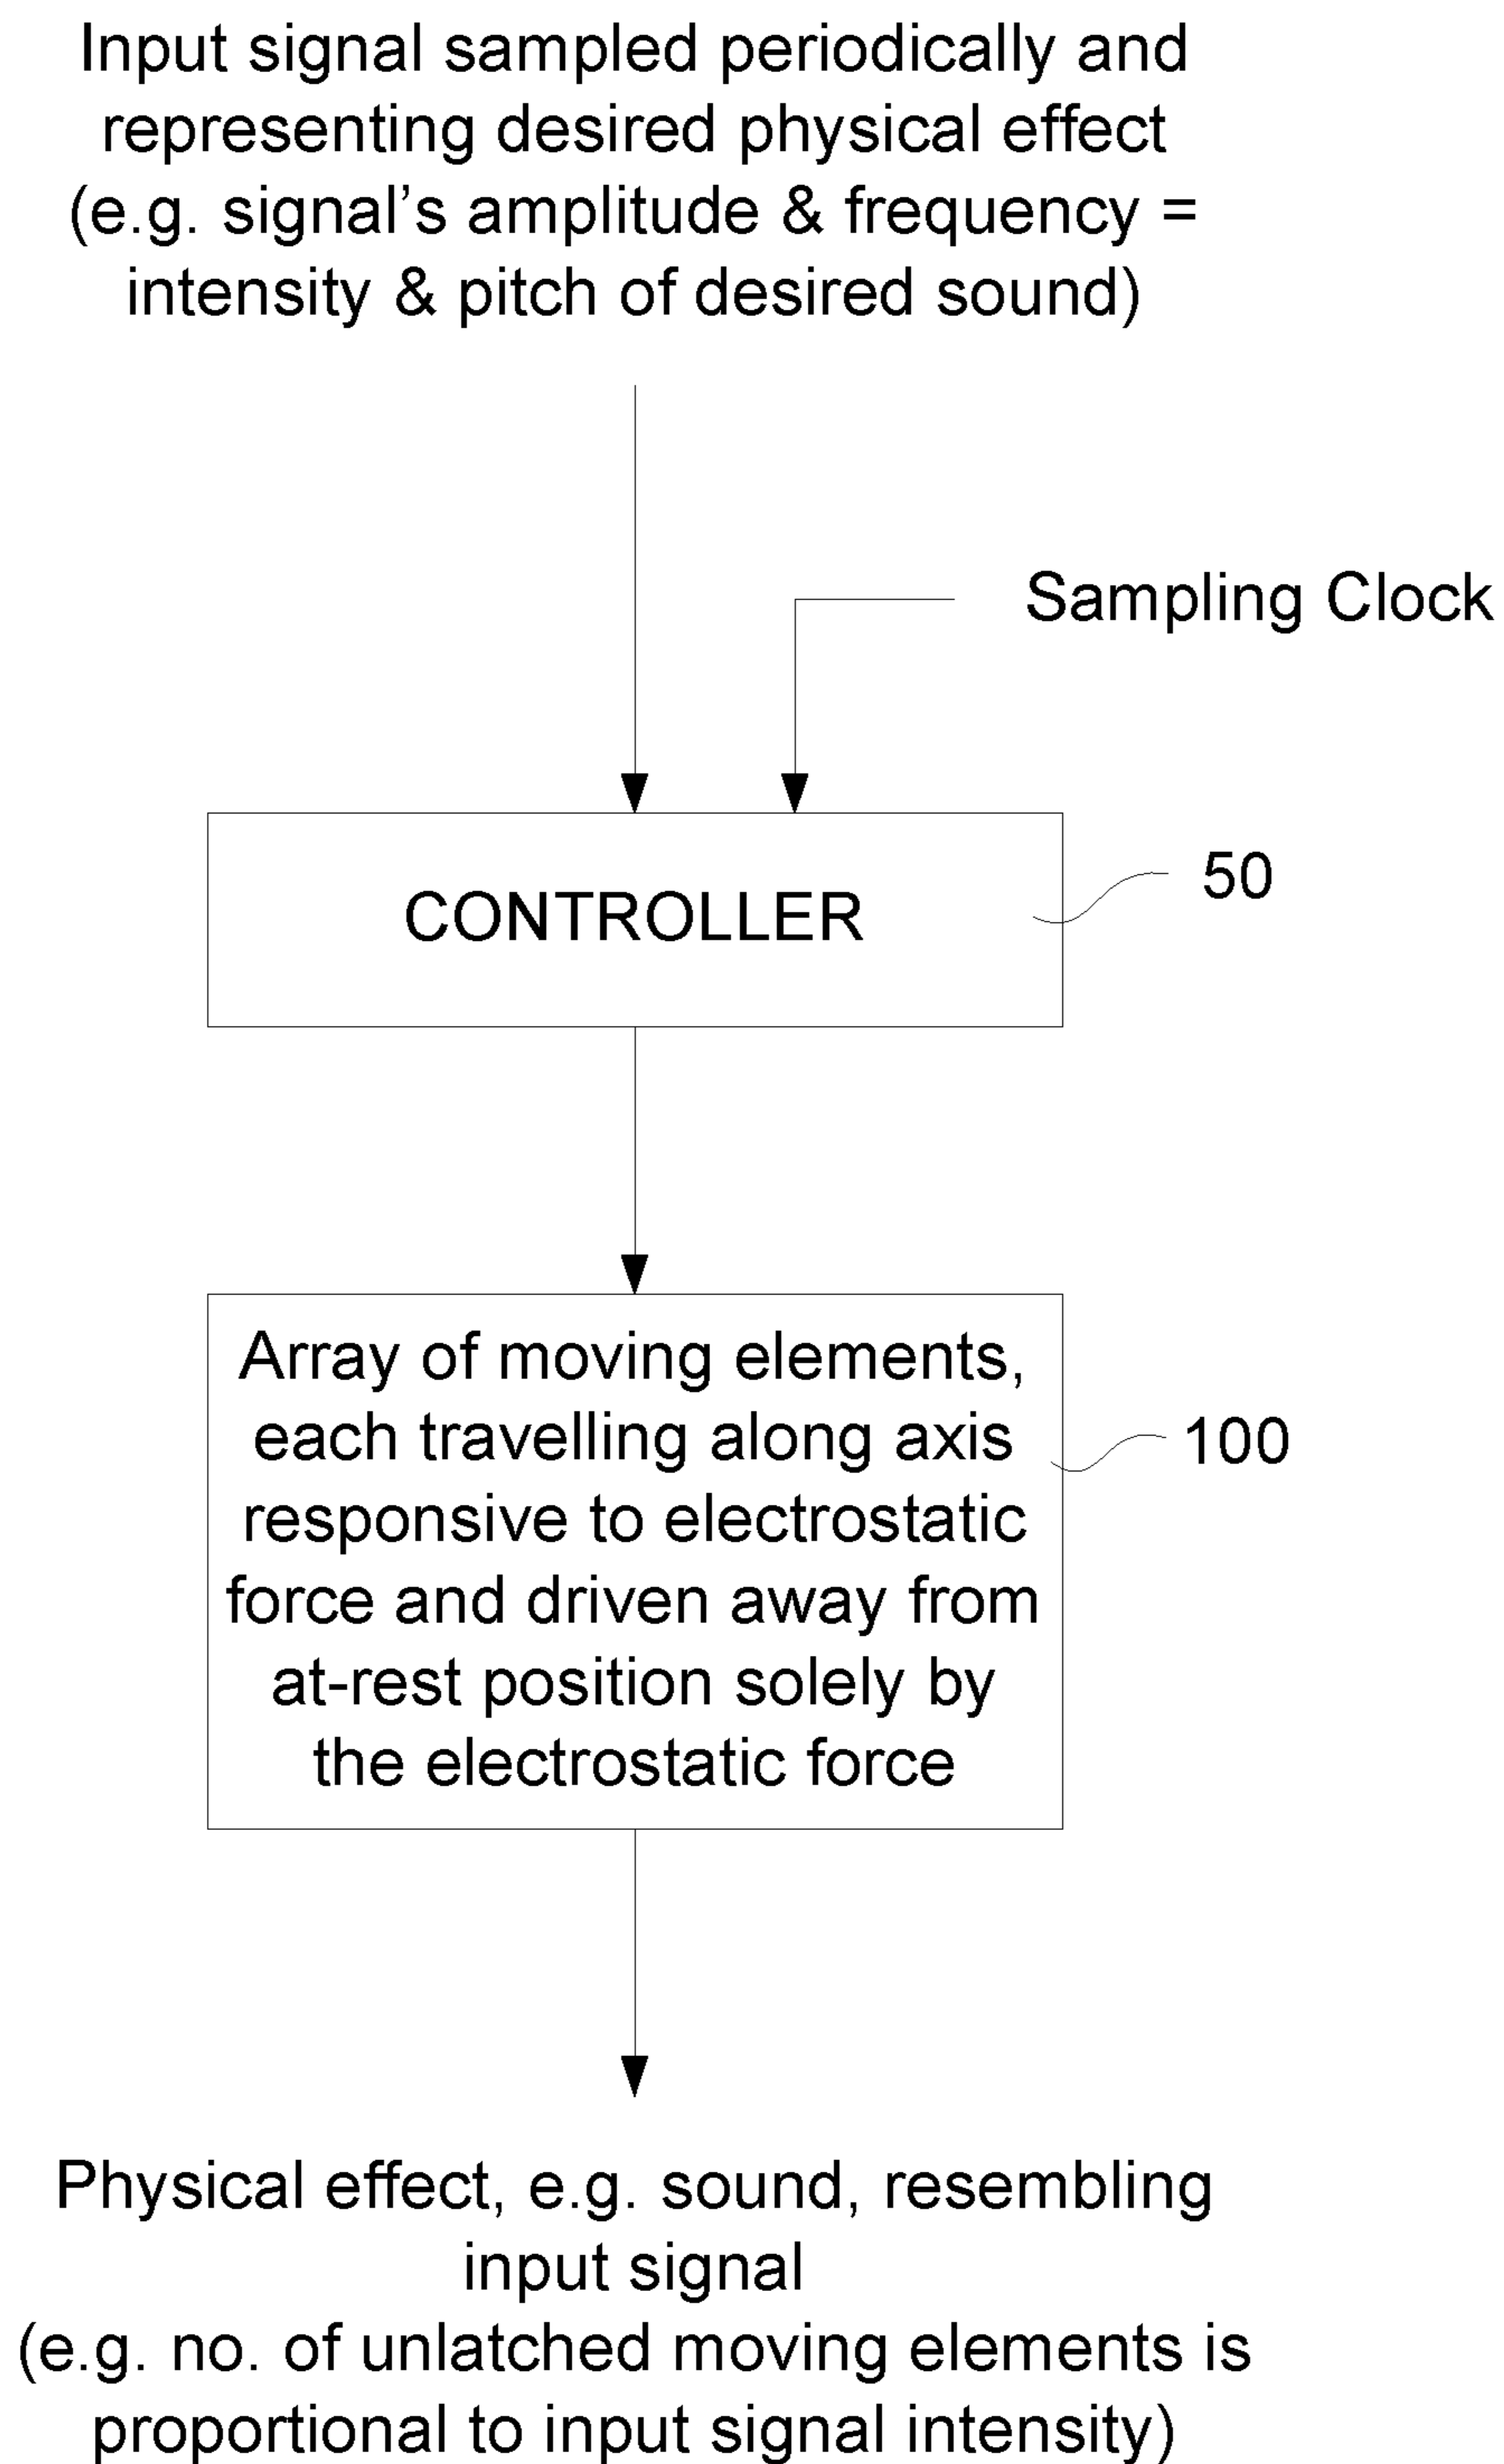 Input signal sampled periodically and
representing desired physical effect
(e.g. signal’s amplitude & frequency =
intensity & pitch of desired sound)
Sampling Clock
CONTROLLER
50
Array of moving elements,
each travelling along axis
responsive to electrostatic
force and driven away from
at-rest position solely by
the electrostatic force
100
Physical effect, e.g. sound, resembling
input signal
(e.g. no. of unlatched moving elements is
proportional to input signal intensity)